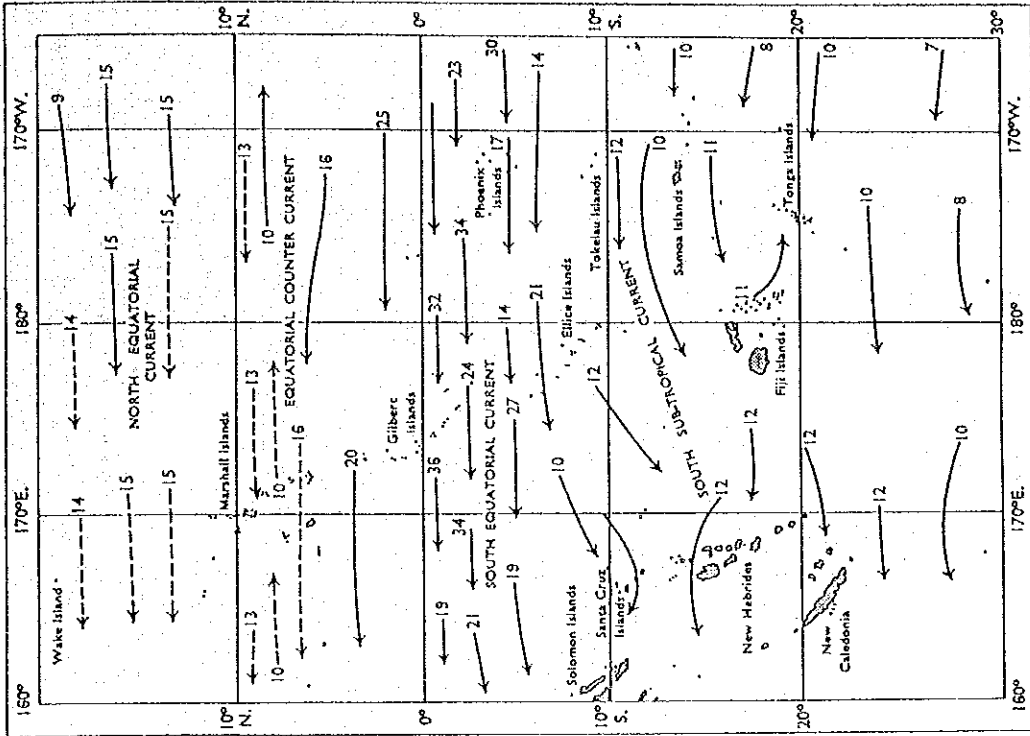 160° 170°E. 180° 170°W.
Wake Island
9
14 14
15
15
15
NORTH EQUATORIAL
CURRENT
15 15 15
Marshall Islands
10°
N.
10°
N.
13 13 13
10 10 10
EQUATORIAL COUNTER CURRENT
16 16
20
25
Gilbert
Islands
0° 0°
19 36 32
34 34 23
21 24
Phoenix
Islands
SOUTH EQUATORIAL CURRENT
17 30
19 27 14
21 14
10
Ellice Islands
Solomon Islands
12
Tokelau Islands
Santa Cruz
Islands
10°
S.
10°
S.
12
SOUTH SUB-TROPICAL CURRENT
10
Samoa Islands
10
12
11
New Hebrides
12
11
8
Fiji Islands
Tonga Islands
20° 20°
12
10
New
Caledonia
12 10
10 8 7
30°
160° 170°E. 180° 170°W.